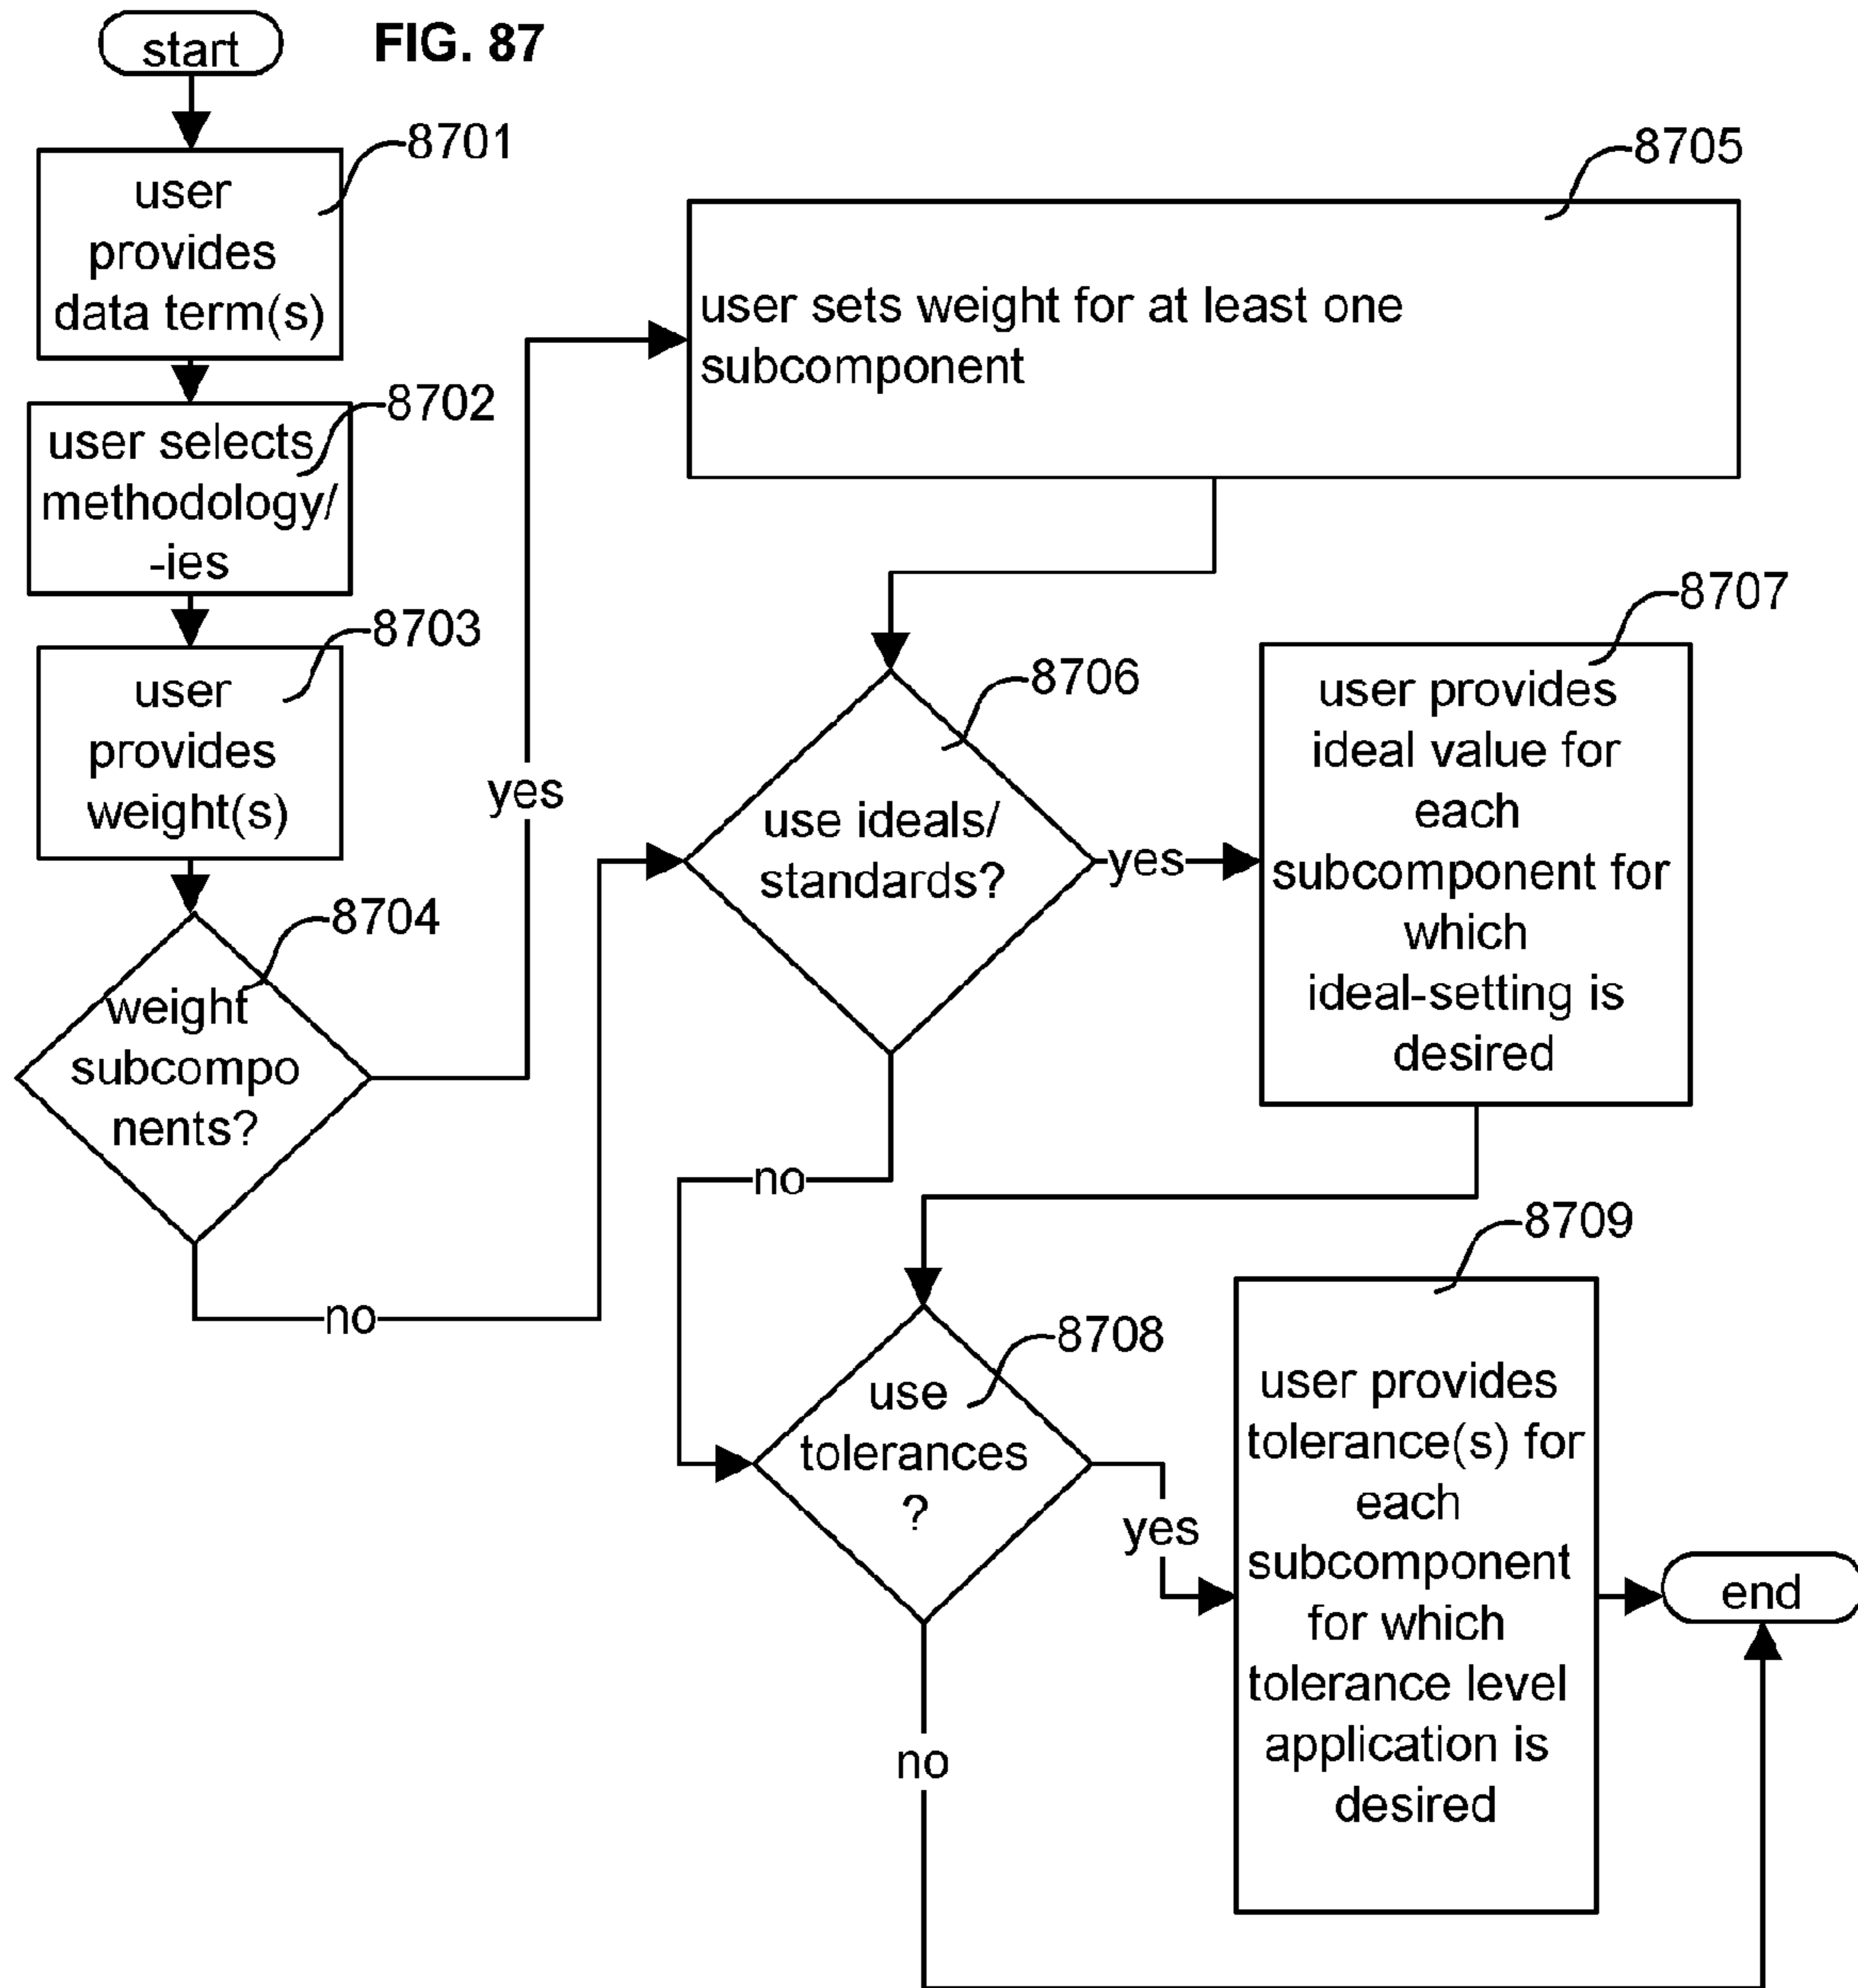 start
FIG. 87
8701
user
provides
data term(s)
8702
user selects
methodology/
-ies
8703
user
provides
weight(s)
8704
weight
subcompo
nents?
yes
no
8705
user sets weight for at least one
subcomponent
8706
use ideals/
standards?
yes
no
8707
user provides
ideal value for
each
subcomponent for
which
ideal-setting is
desired
8708
use
tolerances
?
yes
no
8709
user provides
tolerance(s) for
each
subcomponent
for which
tolerance level
application is
desired
end